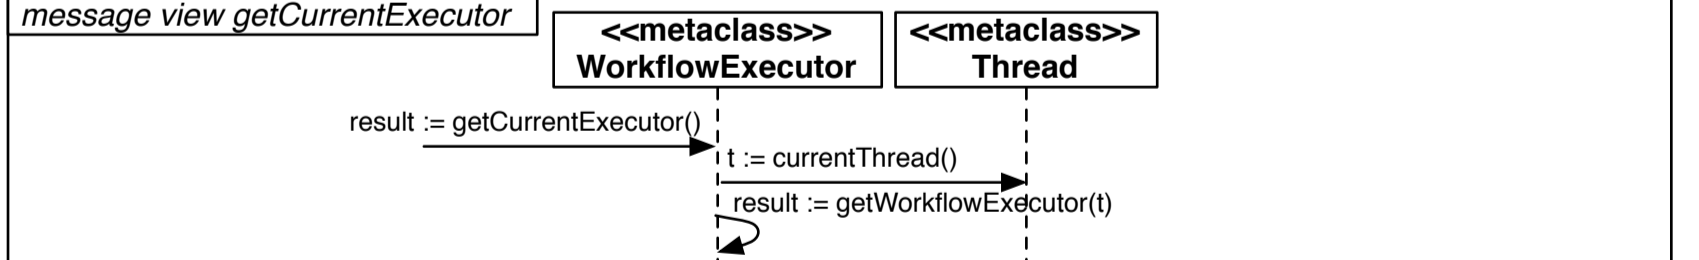 message view getCurrentExecutor
<<metaclass>>
WorkflowExecutor
<<metaclass>>
Thread
result := getCurrentExecutor()
t := currentThread()
result := getWorkflowExecutor(t)